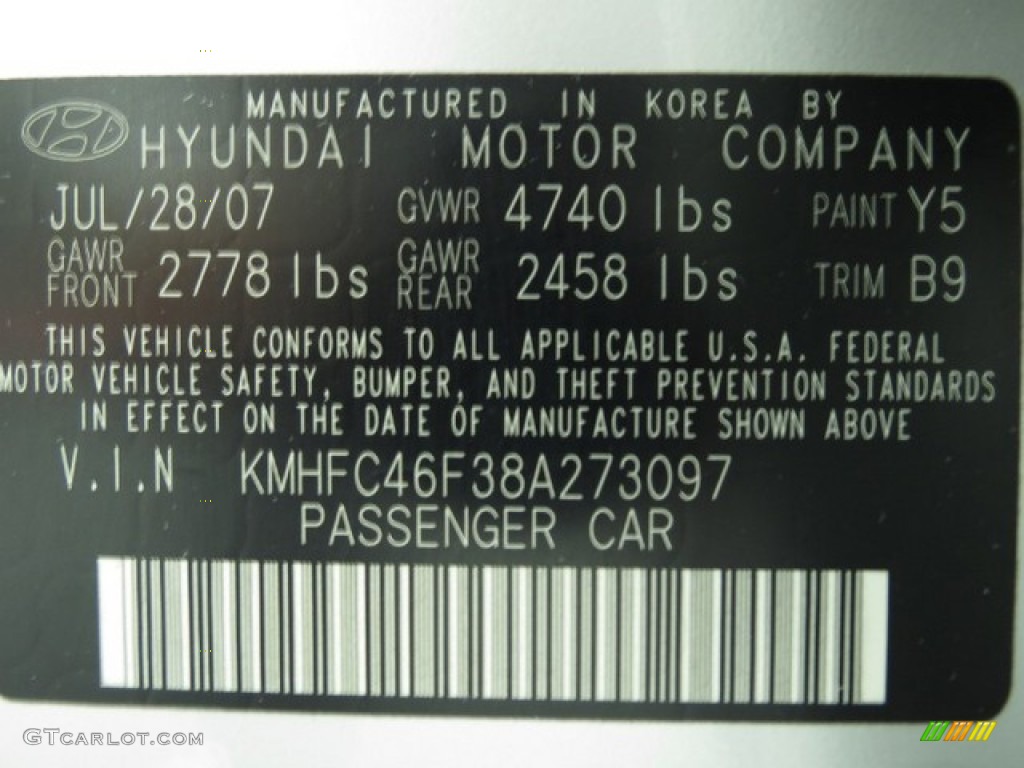 MANUFACTURED IN KOREA BY
HYUNDAI MOTOR COMPANY
JUL/28/07 GVWR 4740 lbs PAINT Y5
GAWR FRONT 2778 lbs GAWR REAR 2458 lbs TRIM B9
THIS VEHICLE CONFORMS TO ALL APPLICABLE U.S.A. FEDERAL
MOTOR VEHICLE SAFETY, BUMPER, AND THEFT PREVENTION STANDARDS
IN EFFECT ON THE DATE OF MANUFACTURE SHOWN ABOVE
V.I.N KMHFC46F38A273097
PASSENGER CAR
GTCARLOT.COM